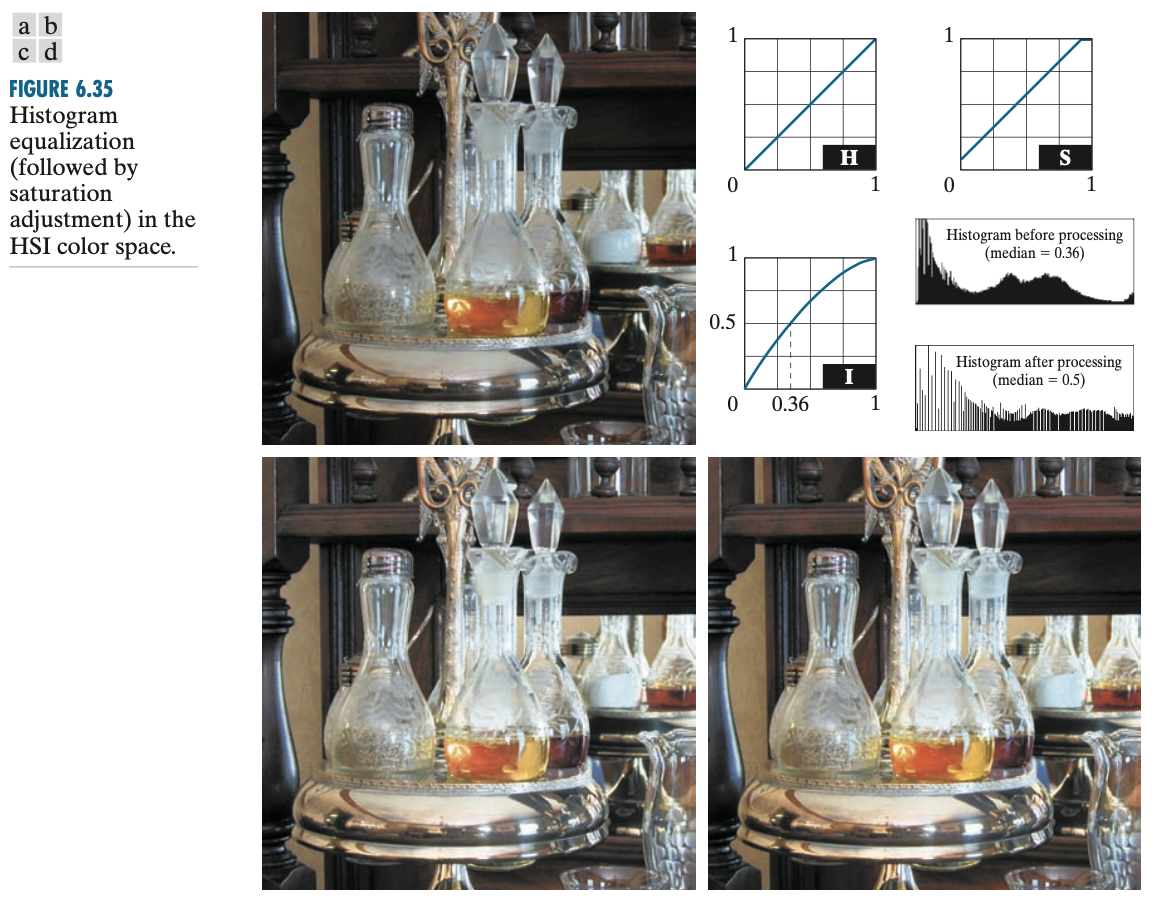 a b
c d
FIGURE 6.35
Histogram
equalization
(followed by
saturation
adjustment) in the
HSI color space.
1
H
0
1
1
S
0
1
Histogram before processing
(median = 0.36)
1
0.5
I
0
0.36
1
Histogram after processing
(median = 0.5)